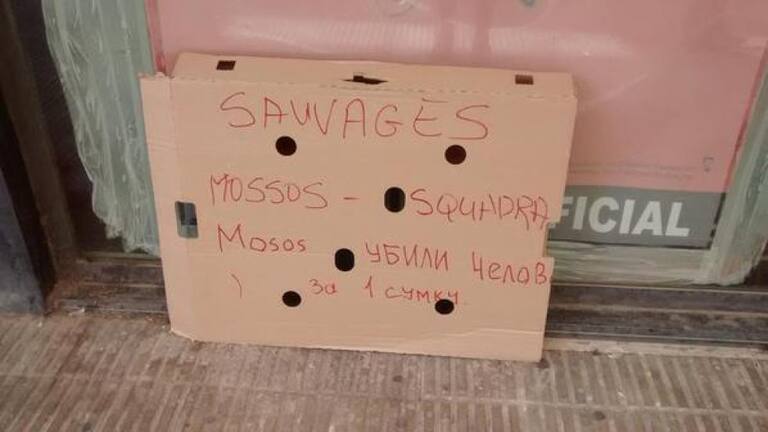 SAUVAGES
MOSSOS - SQUADRA
FICIAL
Mosos УБИЛИ Челов
) за 1 сумку.